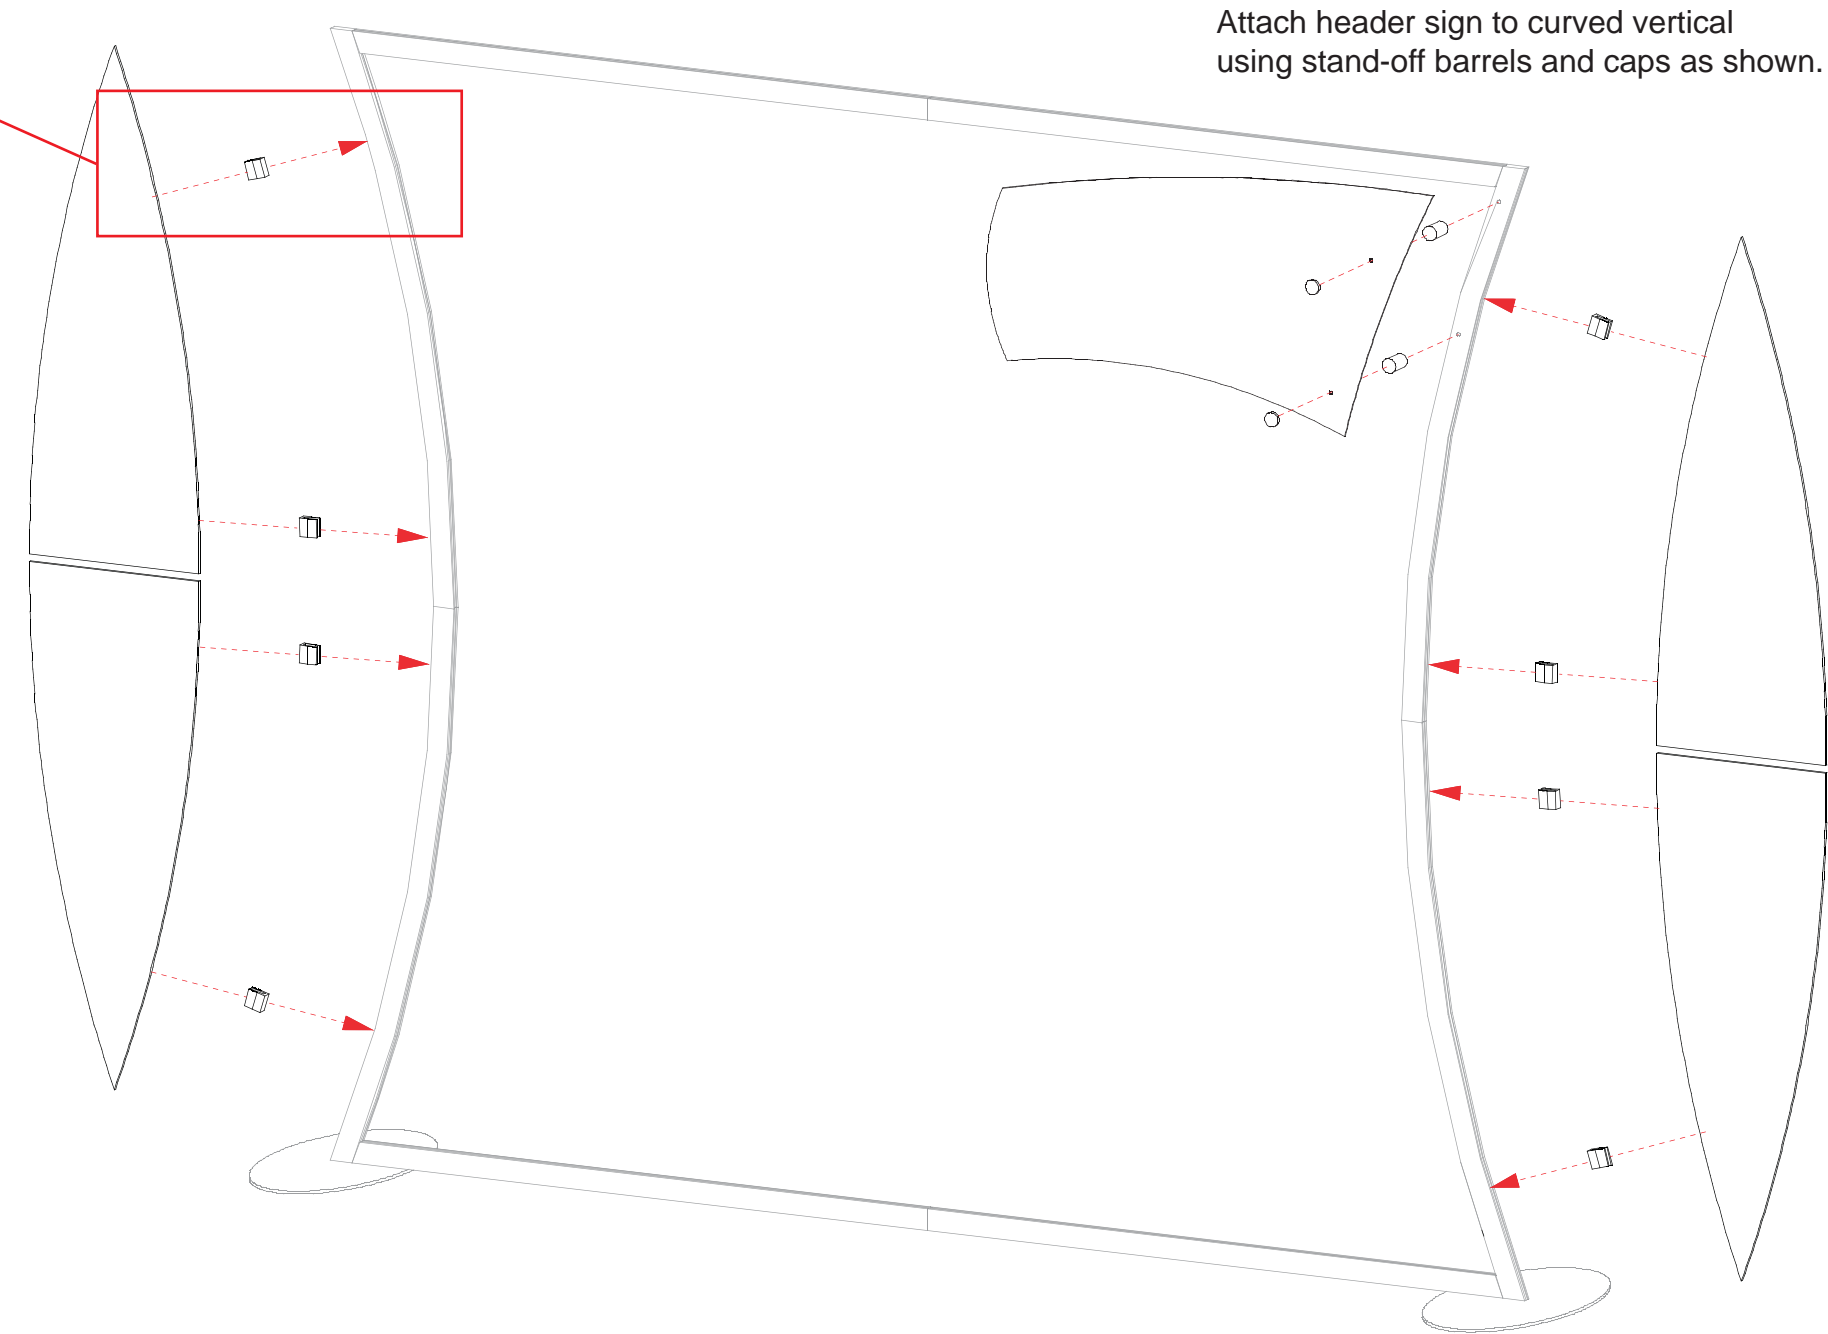 Attach header sign to curved vertical
using stand-off barrels and caps as shown.